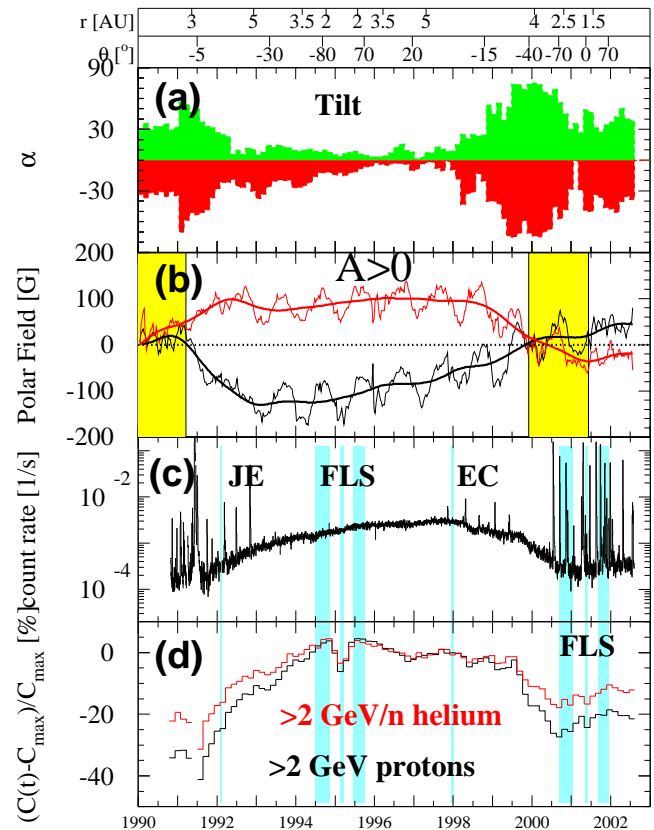 r [AU] 3 5 3.5 2 2 3.5 5 4 2.5 1.5
θ [°] -5 -30 -80 70 20 -15 -40 -70 0 70
90
(a) Tilt
30
α
-30
200
(b) A>0
100
Polar Field [G]
0
-100
-200
(c) JE FLS EC
10 -2
count rate [1/s]
10 -4
(d) FLS
0
(C(t)-C max)/C max [%]
-20
>2 GeV/n helium
>2 GeV protons
-40
1990 1992 1994 1996 1998 2000 2002